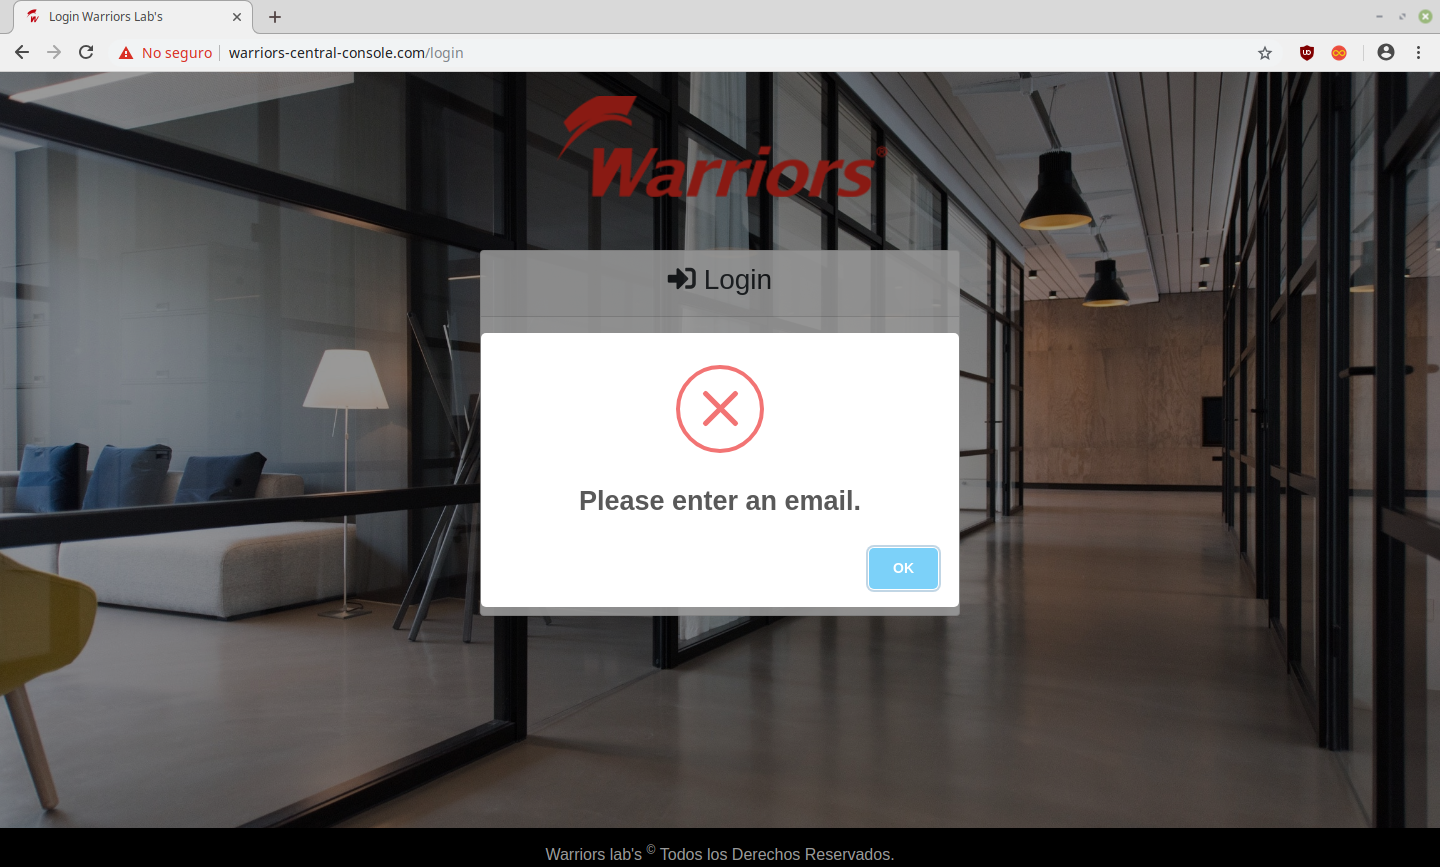 Login Warriors Lab's
No seguro
warriors-central-console.com/login
Warriors®
Login
Please enter an email.
OK
Warriors lab's © Todos los Derechos Reservados.